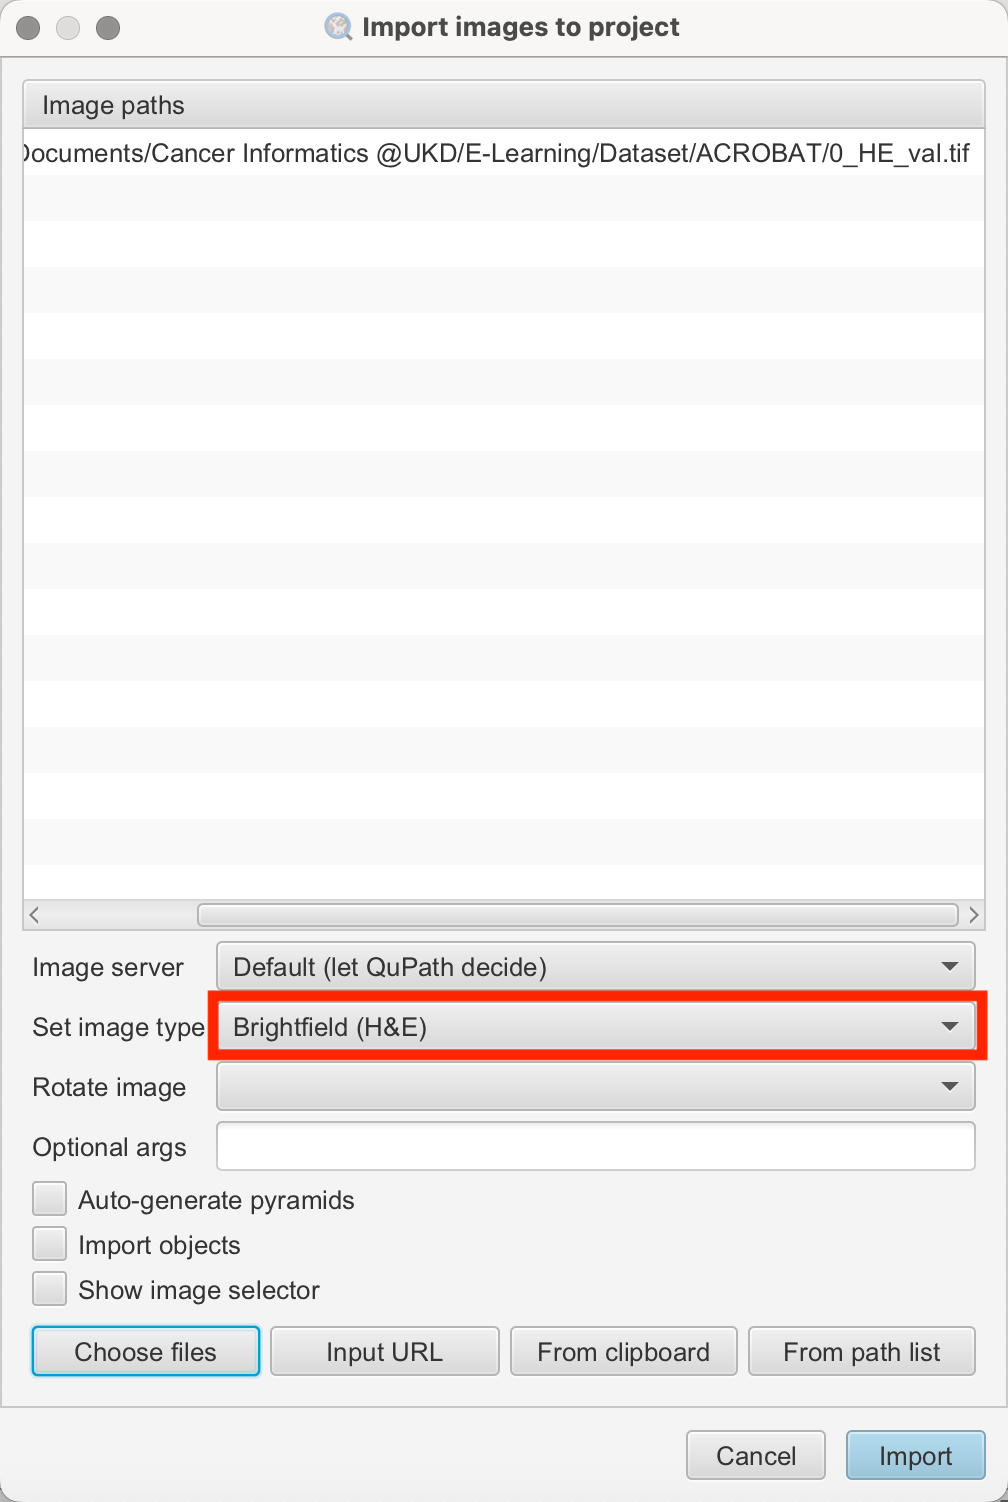 Import images to project
Image paths
Documents/Cancer Informatics @UKD/E-Learning/Dataset/ACROBAT/0_HE_val.tif
Image server Default (let QuPath decide)
Set image type Brightfield (H&E)
Rotate image
Optional args
Auto-generate pyramids
Import objects
Show image selector
Choose files Input URL From clipboard From path list
Cancel Import